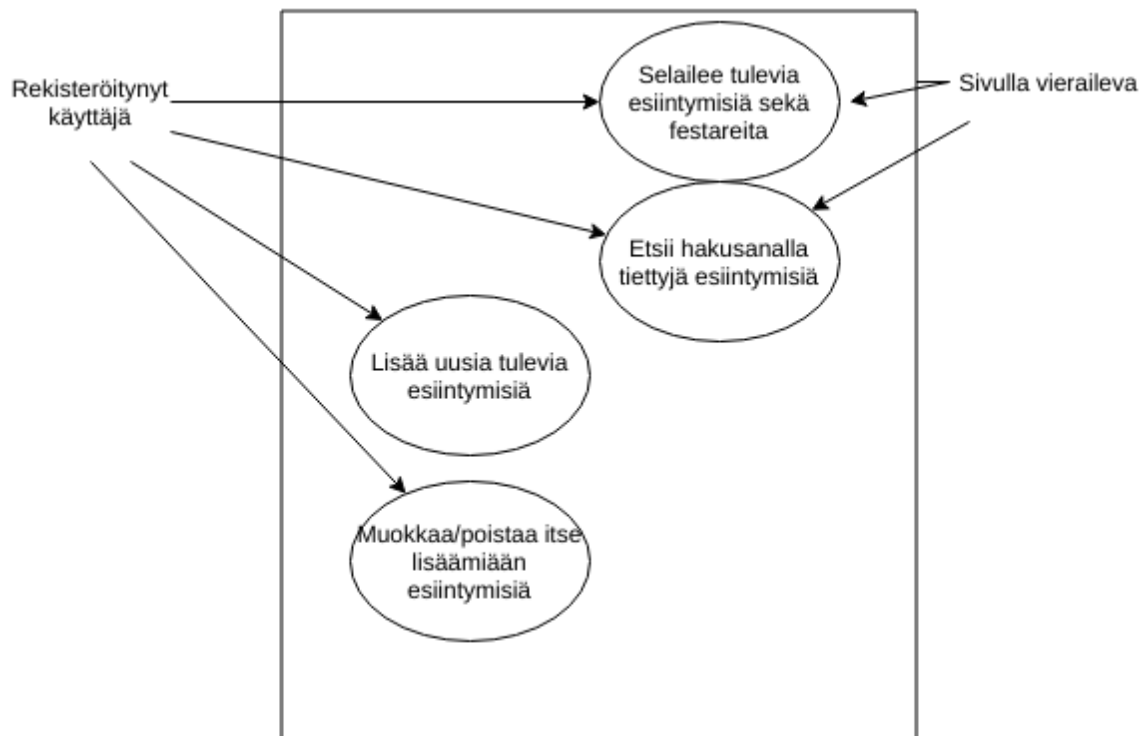 Rekisteröitynyt
käyttäjä
Selailee tulevia
esiintymisiä sekä
festareita
Sivulla vieraileva
Etsii hakusanalla
tiettyjä esiintymisiä
Lisää uusia tulevia
esiintymisiä
Muokkaa/poistaa itse
lisäämiään
esiintymisiä